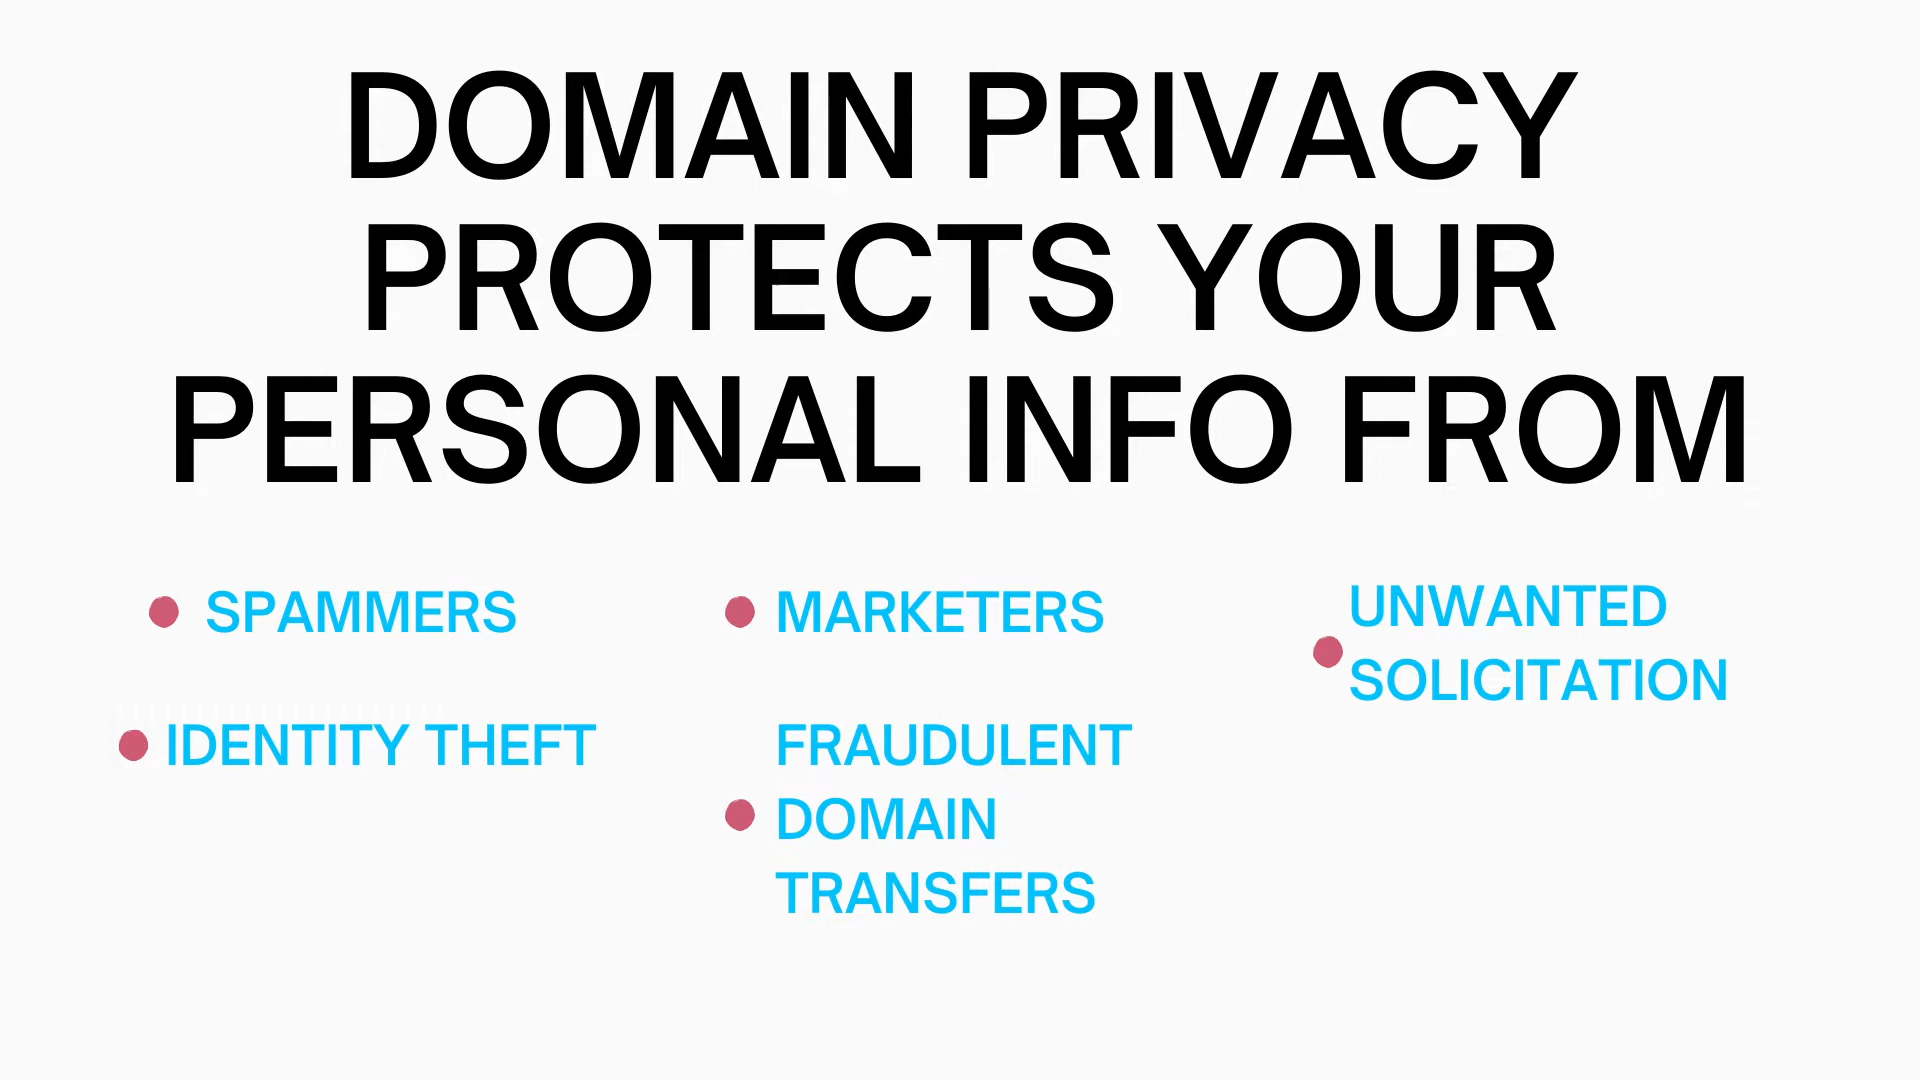 DOMAIN PRIVACY
PROTECTS YOUR
PERSONAL INFO FROM
SPAMMERS
MARKETERS
UNWANTED
SOLICITATION
IDENTITY THEFT
FRAUDULENT
DOMAIN
TRANSFERS